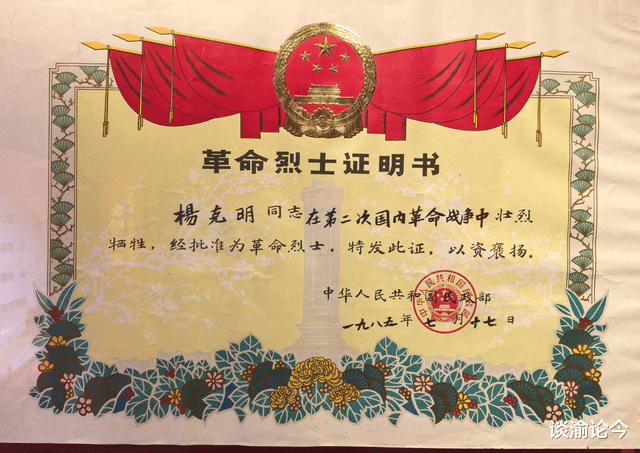 革命烈士证明书
楊克明同志在第二次国内革命战争中壮烈
牺牲，经批准为革命烈士。特发此证，以资褒扬。
中华人民共和国民政部
一九八五年七月十七日
谈渝论今